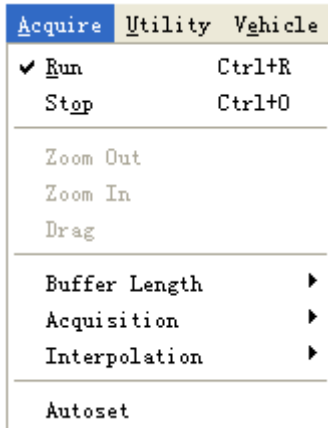 Acquire Utility Vehicle
Run Ctrl+R
Stop Ctrl+O
Zoom Out
Zoom In
Drag
Buffer Length
Acquisition
Interpolation
Autoset